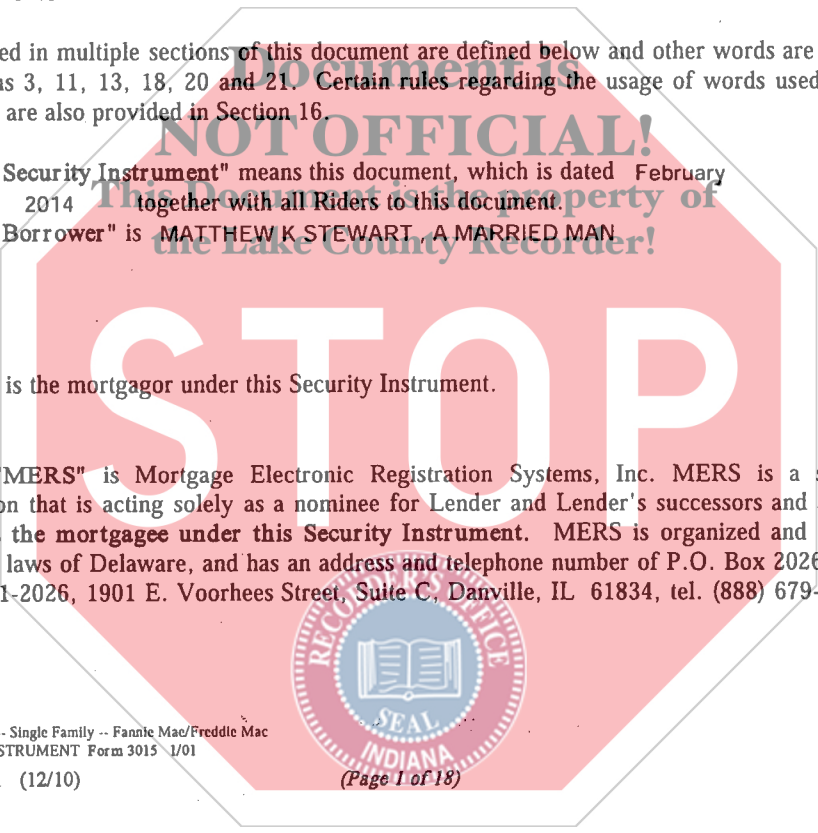 ed in multiple sections of this document are defined below and other words are
s 3, 11, 13, 18, 20 and 21. Certain rules regarding the usage of words used
are also provided in Section 16.
Document is
NOT OFFICIAL!
This Document is the property of
the Lake County Recorder!
Security Instrument" means this document, which is dated February
2014 together with all Riders to this document.
Borrower" is MATTHEW K STEWART , A MARRIED MAN
STOP
is the mortgagor under this Security Instrument.
"MERS" is Mortgage Electronic Registration Systems, Inc. MERS is a s
on that is acting solely as a nominee for Lender and Lender's successors and
the mortgagee under this Security Instrument. MERS is organized and
laws of Delaware, and has an address and telephone number of P.O. Box 2026
1-2026, 1901 E. Voorhees Street, Suite C, Danville, IL 61834, tel. (888) 679-
RECORDER'S OFFICE
SEAL
INDIANA
- Single Family -- Fannie Mae/Freddie Mac
STRUMENT Form 3015 1/01
(12/10)
(Page 1 of 18)